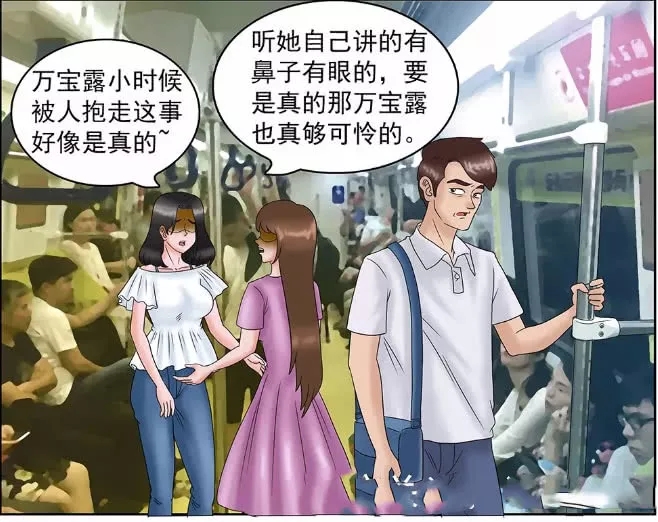 万宝露小时候
被人抱走这事
好像是真的~
听她自己讲的有
鼻子有眼的，要
是真的那万宝露
也真够可怜的。